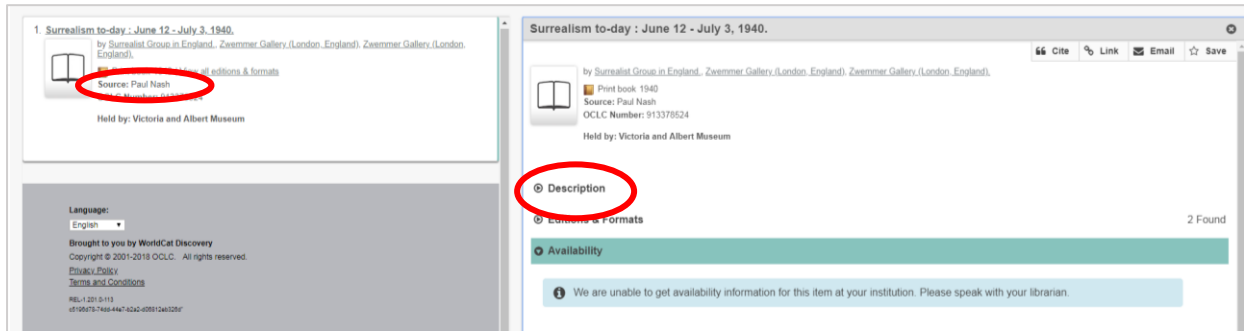 1. Surrealism to-day : June 12 - July 3, 1940.
by Surrealist Group in England., Zwemmer Gallery (London, England), Zwemmer Gallery (London,
England),
all editions & formats
Source: Paul Nash
Number: 913378524
Held by: Victoria and Albert Museum
Language:
English
Brought to you by WorldCat Discovery
Copyright © 2001-2018 OCLC. All rights reserved.
Privacy Policy
Terms and Conditions
Surrealism to-day : June 12 - July 3, 1940.
Cite Link Email Save
by Surrealist Group in England., Zwemmer Gallery (London, England), Zwemmer Gallery (London, England),
Print book 1940
Source: Paul Nash
OCLC Number: 913378524
Held by: Victoria and Albert Museum
Description
Editions & Formats 2 Found
Availability
We are unable to get availability information for this item at your institution. Please speak with your librarian.